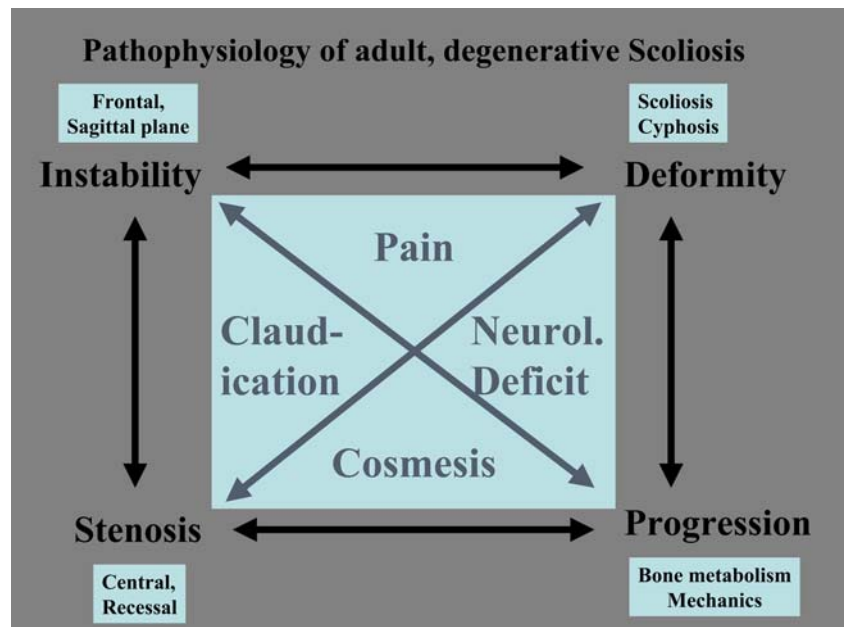 Pathophysiology of adult, degenerative Scoliosis
Frontal,
Sagittal plane
Scoliosis
Cyphosis
Instability
Deformity
Pain
Claud-
ication
Neurol.
Deficit
Cosmesis
Stenosis
Progression
Central,
Recessal
Bone metabolism
Mechanics